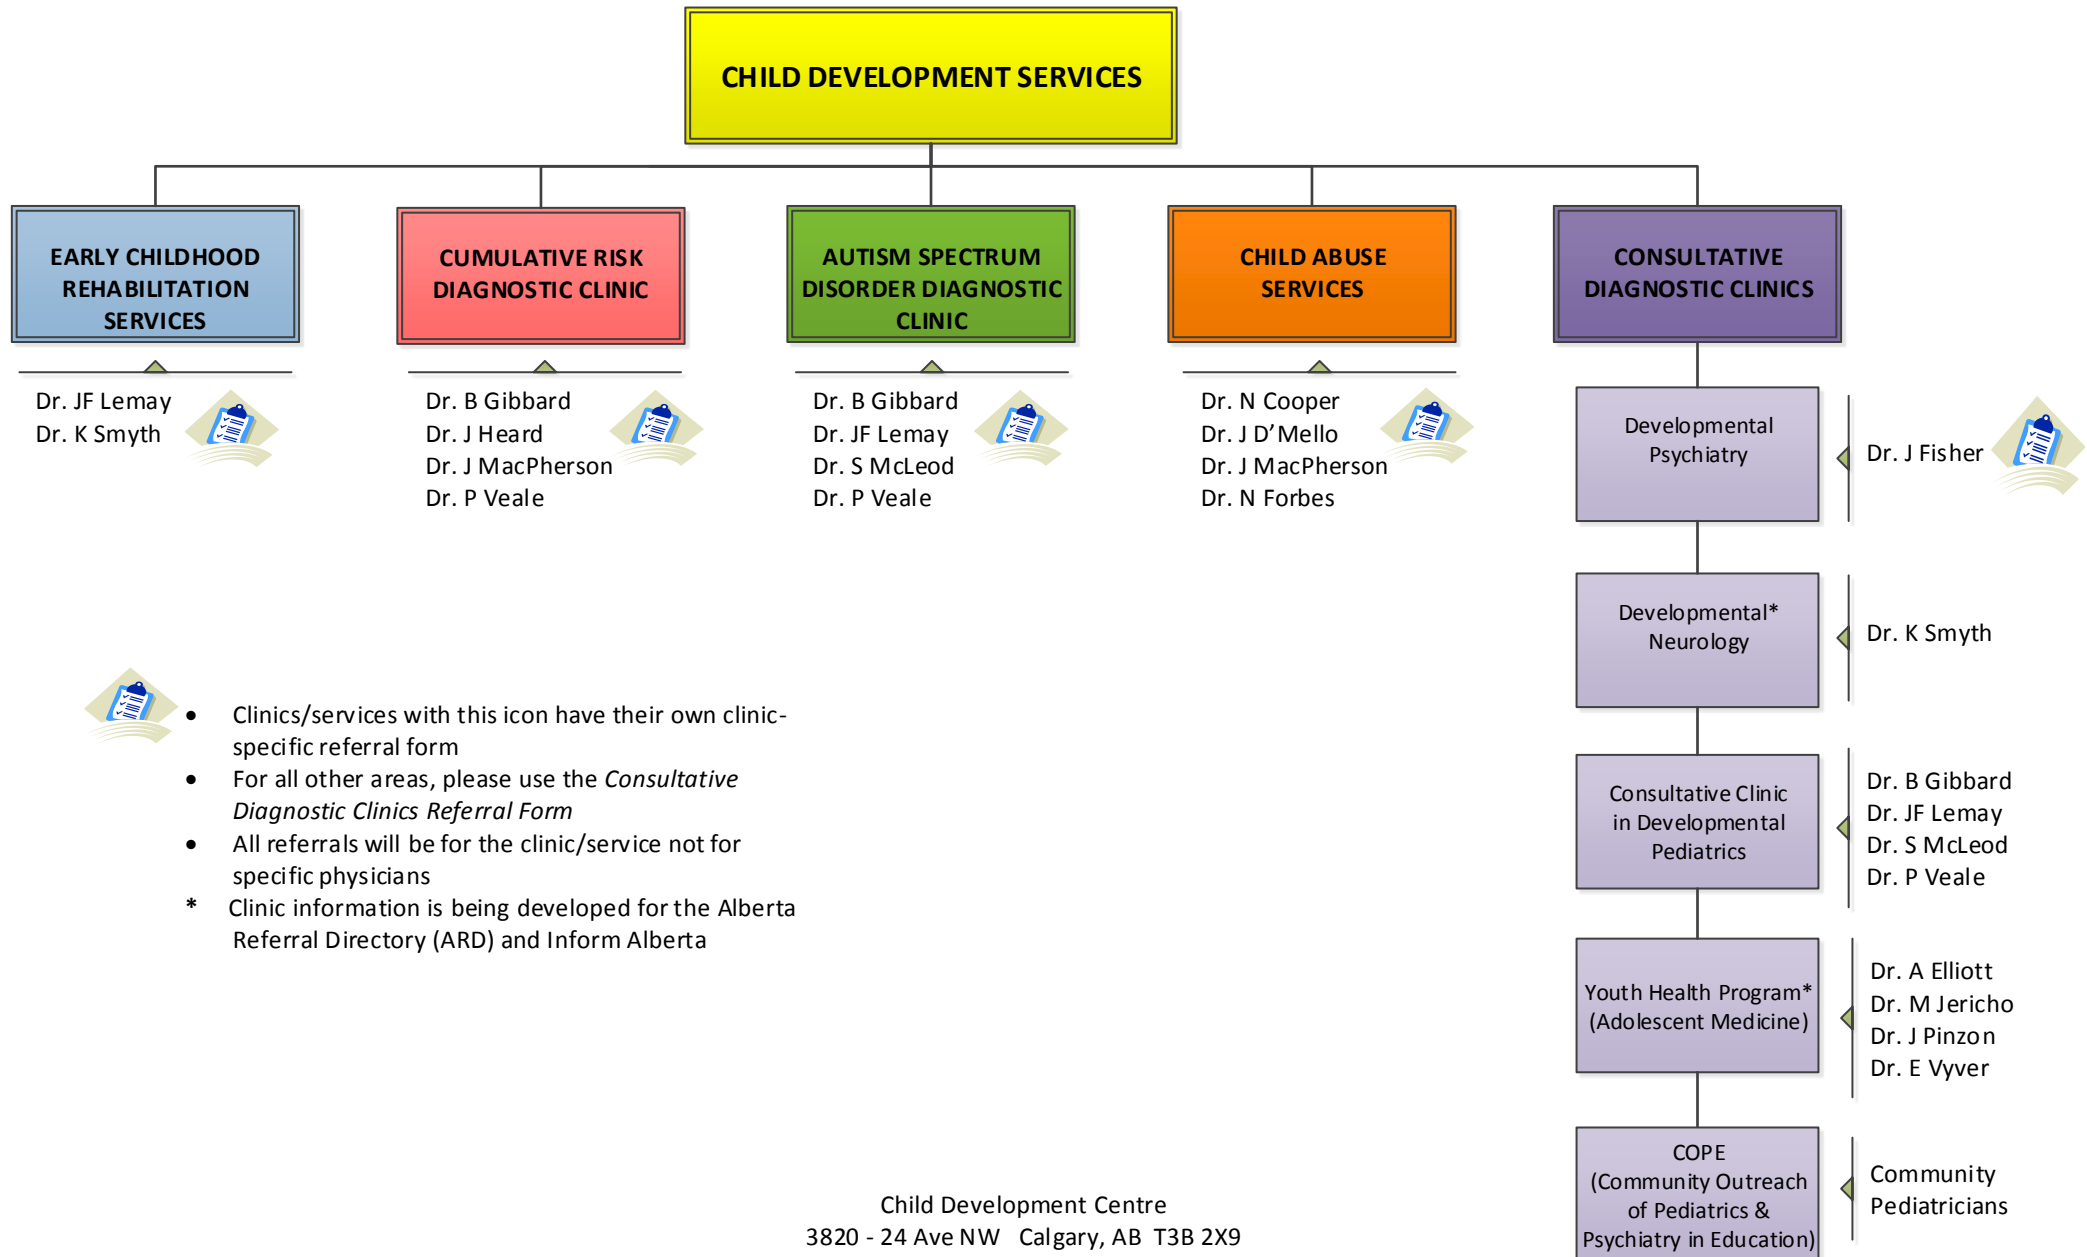 CHILD DEVELOPMENT SERVICES
EARLY CHILDHOOD
REHABILITATION
SERVICES
CUMULATIVE RISK
DIAGNOSTIC CLINIC
AUTISM SPECTRUM
DISORDER DIAGNOSTIC
CLINIC
CHILD ABUSE
SERVICES
CONSULTATIVE
DIAGNOSTIC CLINICS
Dr. JF Lemay
Dr. K Smyth
Dr. B Gibbard
Dr. J Heard
Dr. J MacPherson
Dr. P Veale
Dr. B Gibbard
Dr. JF Lemay
Dr. S McLeod
Dr. P Veale
Dr. N Cooper
Dr. J D’Mello
Dr. J MacPherson
Dr. N Forbes
Developmental
Psychiatry
Dr. J Fisher
Developmental*
Neurology
Dr. K Smyth
Consultative Clinic
in Developmental
Pediatrics
Dr. B Gibbard
Dr. JF Lemay
Dr. S McLeod
Dr. P Veale
Youth Health Program*
(Adolescent Medicine)
Dr. A Elliott
Dr. M Jericho
Dr. J Pinzon
Dr. E Vyver
COPE
(Community Outreach
of Pediatrics &
Psychiatry in Education)
Community
Pediatricians
• Clinics/services with this icon have their own clinic-
specific referral form
• For all other areas, please use the Consultative
Diagnostic Clinics Referral Form
• All referrals will be for the clinic/service not for
specific physicians
* Clinic information is being developed for the Alberta
Referral Directory (ARD) and Inform Alberta
Child Development Centre
3820 - 24 Ave NW Calgary, AB T3B 2X9